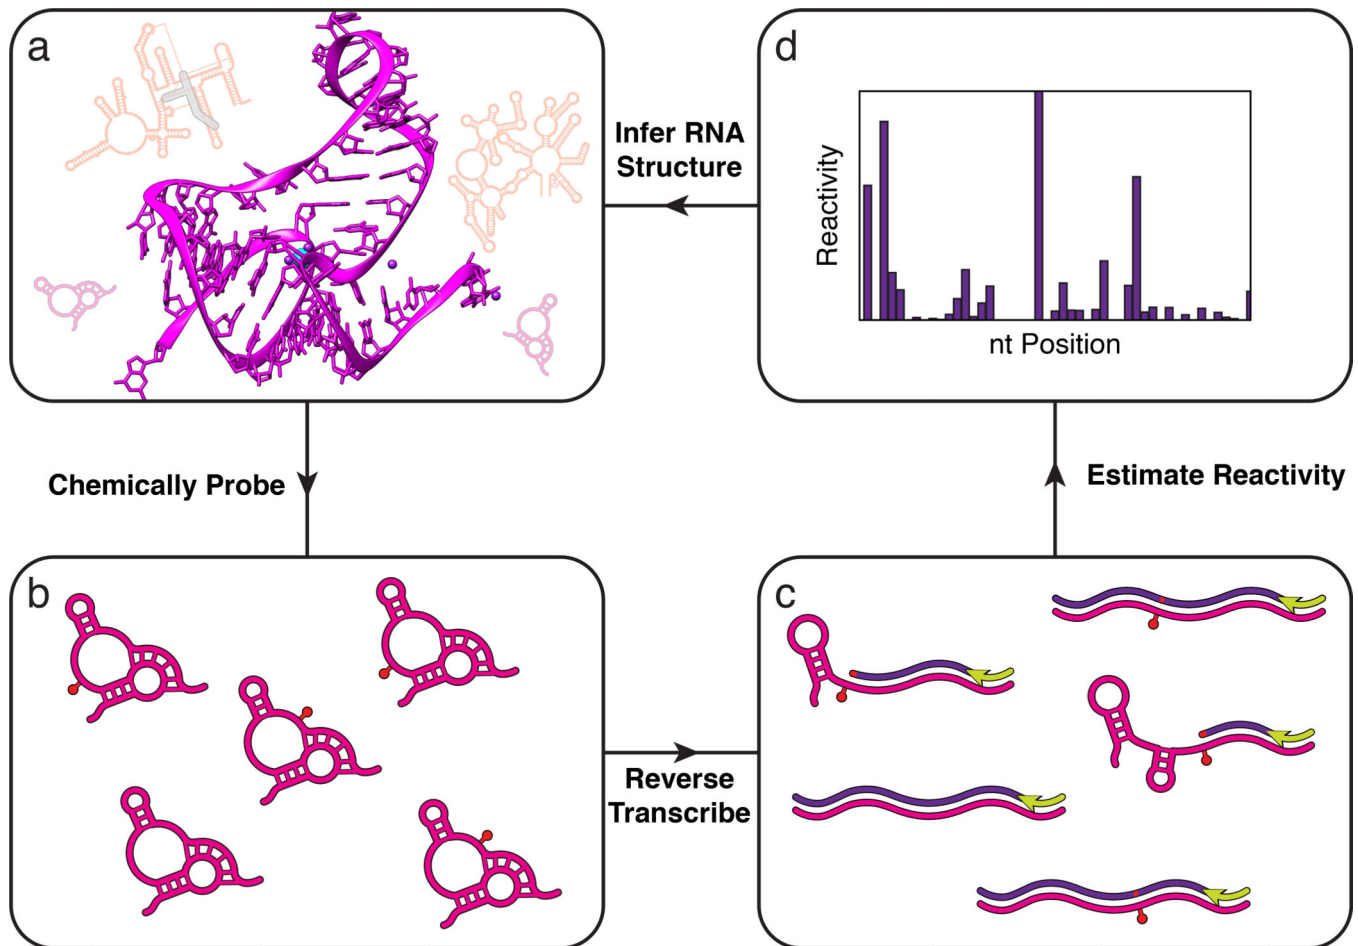 a
Infer RNA
Structure
d
Reactivity
nt Position
Chemically Probe
Estimate Reactivity
b
Reverse
Transcribe
c